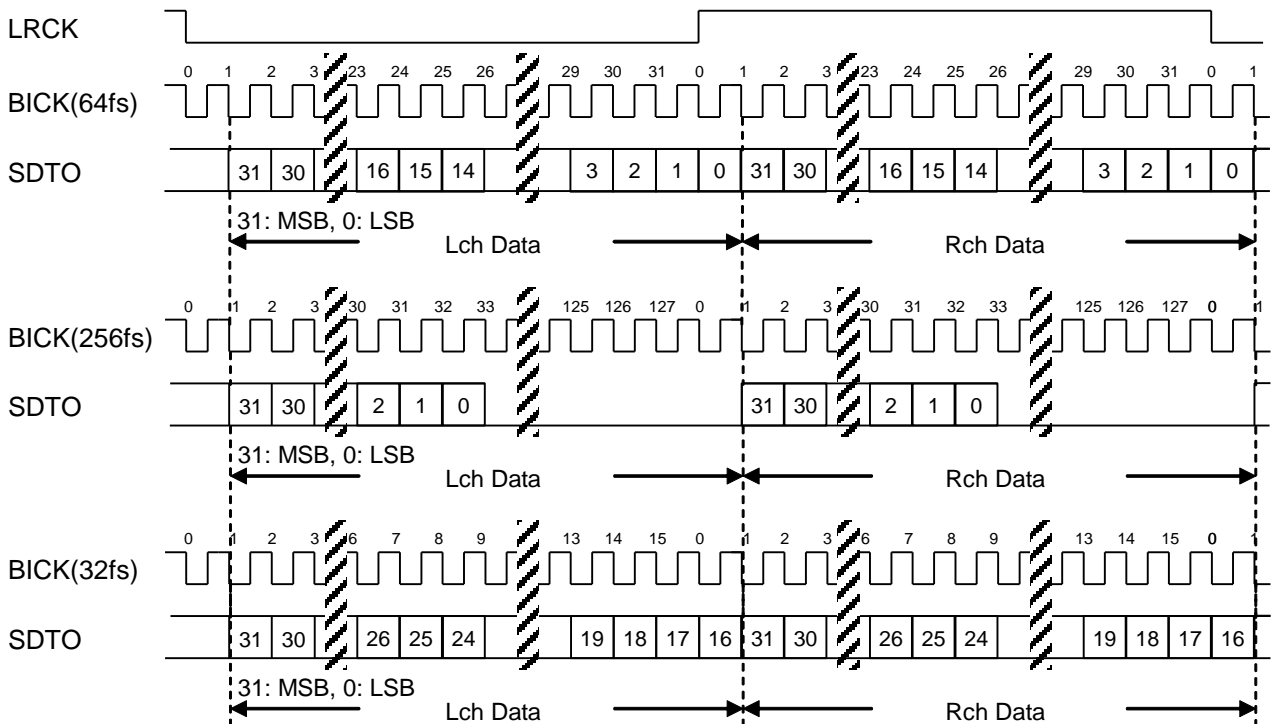 LRCK
0 1 2 3 23 24 25 26 29 30 31 0 1 2 3 23 24 25 26 29 30 31 0 1
BICK(64fs)
SDTO 31 30 16 15 14 3 2 1 0 31 30 16 15 14 3 2 1 0
31: MSB, 0: LSB
Lch Data Rch Data
0 1 2 3 30 31 32 33 125 126 127 0 1 2 3 30 31 32 33 125 126 127 0 1
BICK(256fs)
SDTO 31 30 2 1 0 31 30 2 1 0
31: MSB, 0: LSB
Lch Data Rch Data
0 1 2 3 6 7 8 9 13 14 15 0 1 2 3 6 7 8 9 13 14 15 0 1
BICK(32fs)
SDTO 31 30 26 25 24 19 18 17 16 31 30 26 25 24 19 18 17 16
31: MSB, 0: LSB
Lch Data Rch Data